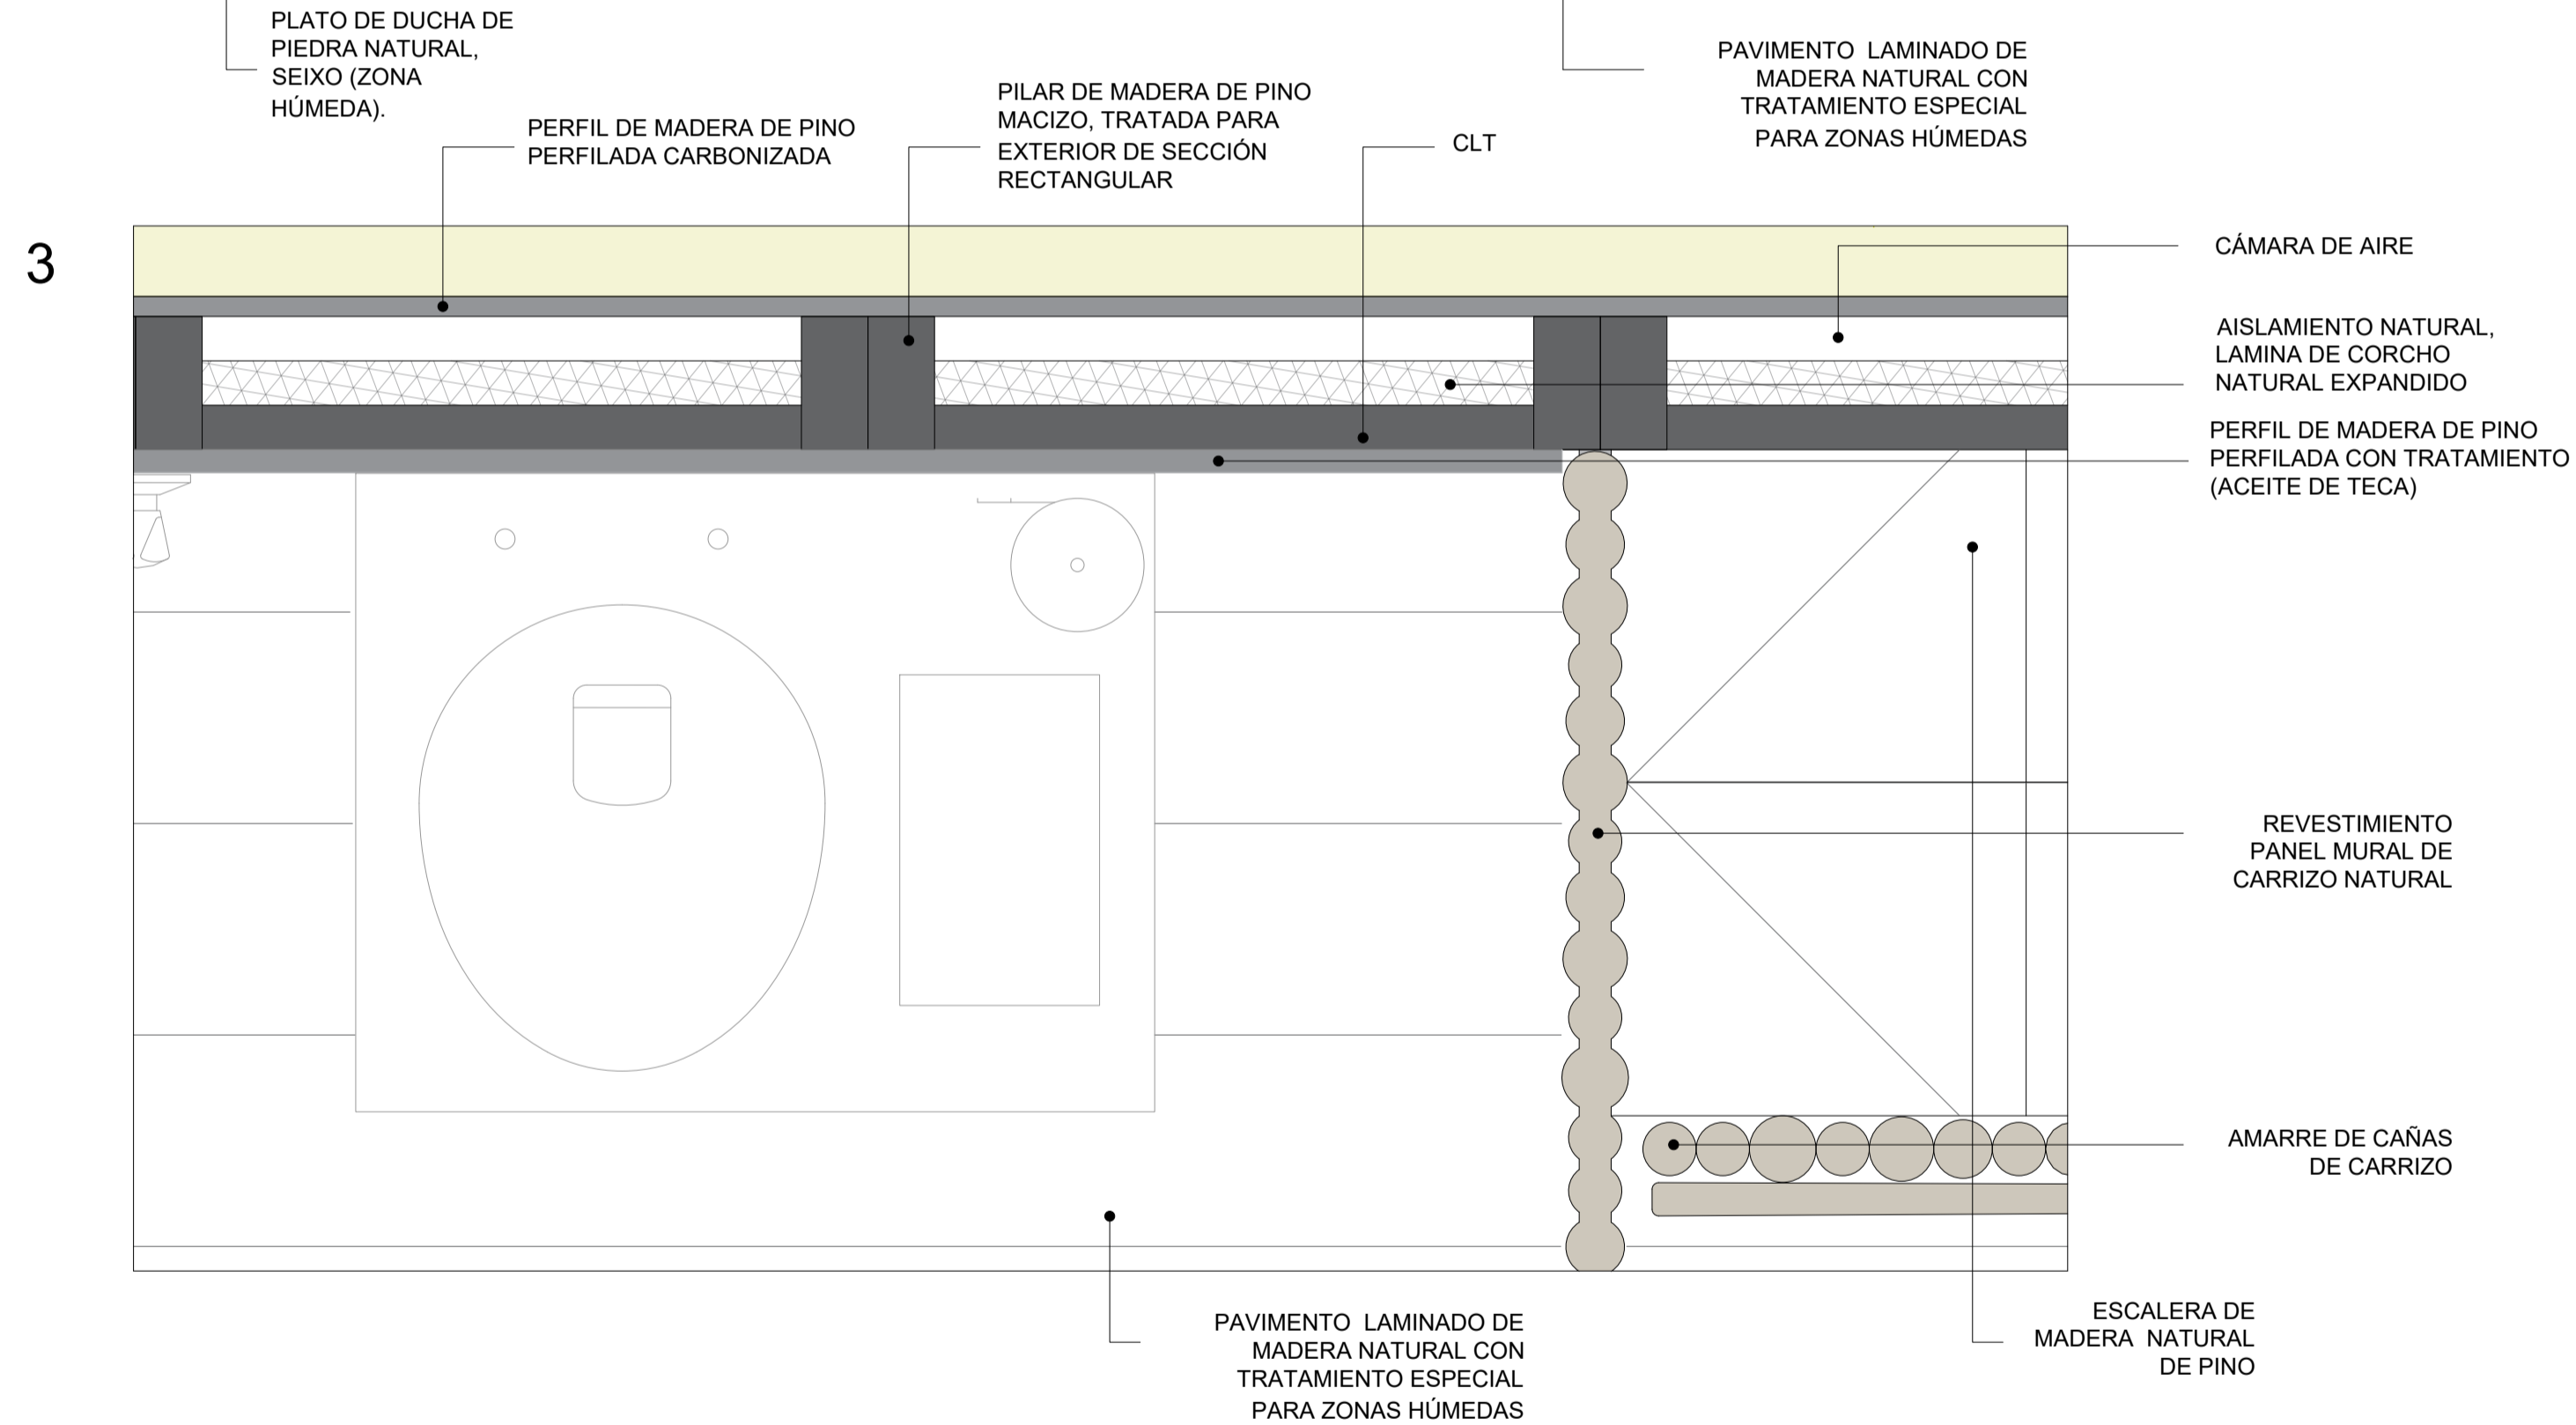 PLATO DE DUCHA DE
PIEDRA NATURAL,
SEIXO (ZONA
HÚMEDA).
PERFIL DE MADERA DE PINO
PERFILADA CARBONIZADA
PILAR DE MADERA DE PINO
MACIZO, TRATADA PARA
EXTERIOR DE SECCIÓN
RECTANGULAR
CLT
PAVIMENTO LAMINADO DE
MADERA NATURAL CON
TRATAMIENTO ESPECIAL
PARA ZONAS HÚMEDAS
3
CÁMARA DE AIRE
AISLAMIENTO NATURAL,
LAMINA DE CORCHO
NATURAL EXPANDIDO
PERFIL DE MADERA DE PINO
PERFILADA CON TRATAMIENTO
(ACEITE DE TECA)
REVESTIMIENTO
PANEL MURAL DE
CARRIZO NATURAL
AMARRE DE CAÑAS
DE CARRIZO
ESCALERA DE
MADERA NATURAL
DE PINO
PAVIMENTO LAMINADO DE
MADERA NATURAL CON
TRATAMIENTO ESPECIAL
PARA ZONAS HÚMEDAS